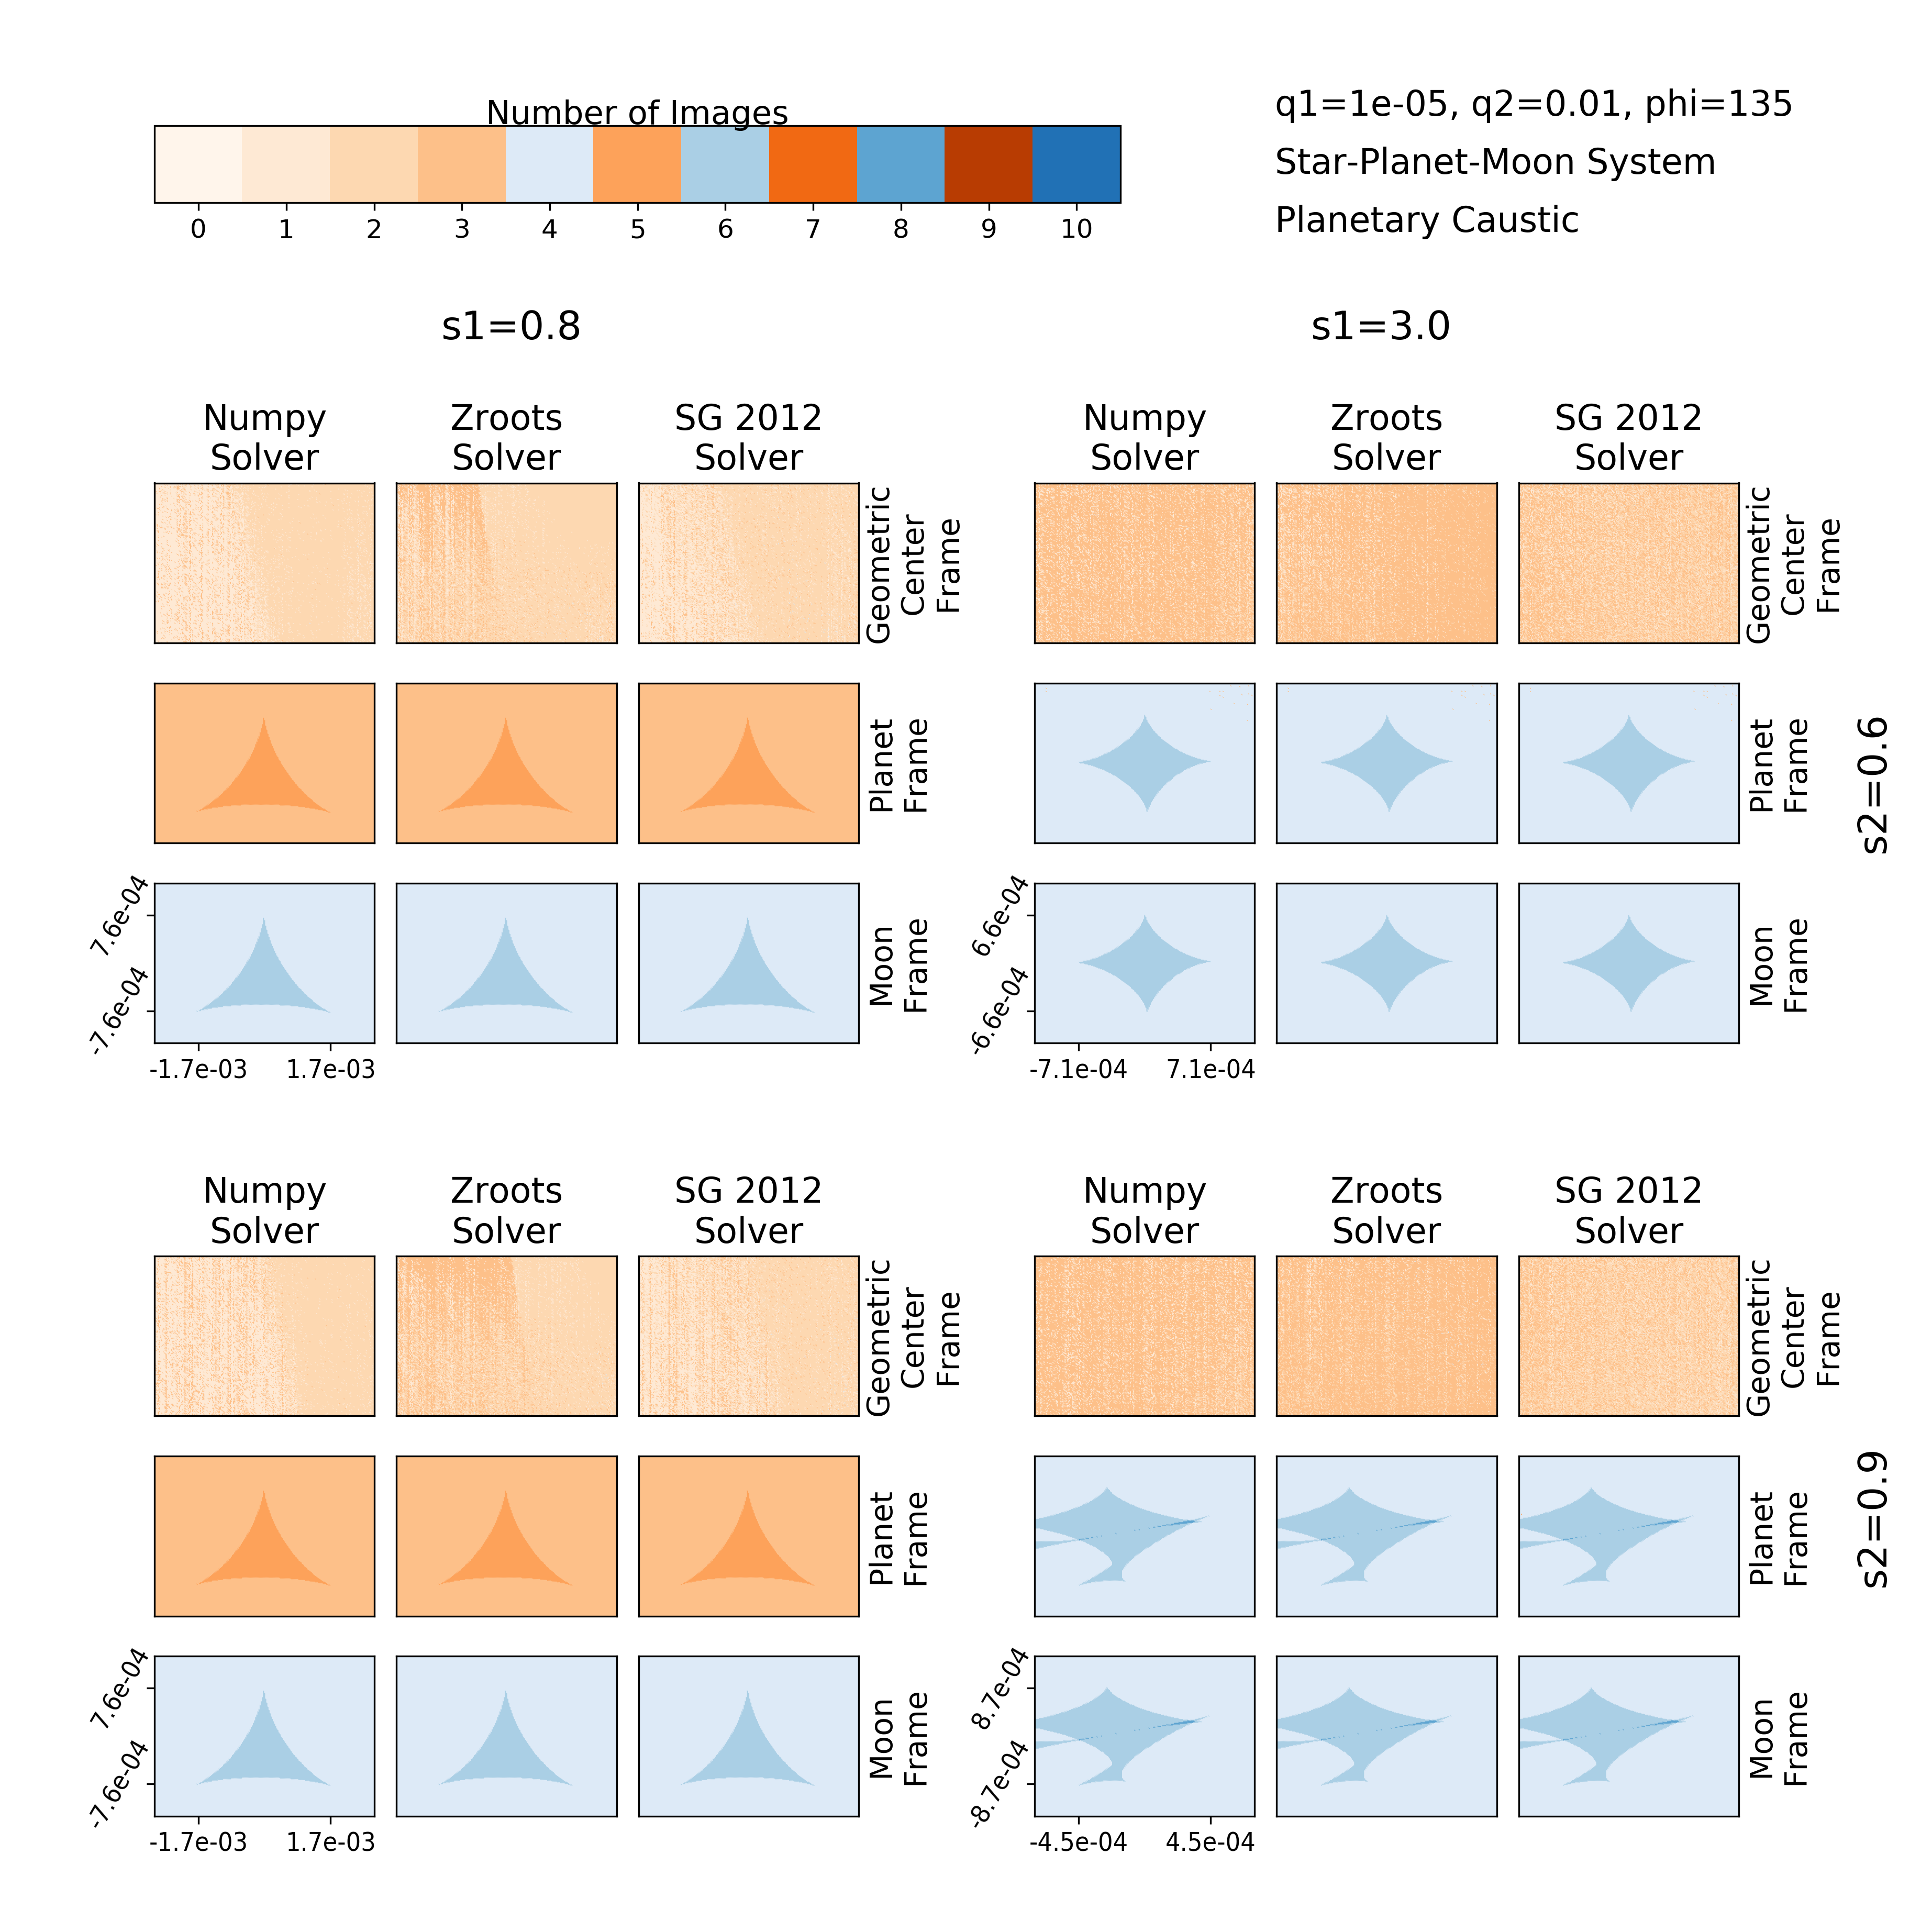 Number of Images
0 1 2 3 4 5 6 7 8 9 10
q1=1e-05, q2=0.01, phi=135
Star-Planet-Moon System
Planetary Caustic
s1=0.8
s1=3.0
Numpy
Solver
Zroots
Solver
SG 2012
Solver
Geometric
Center
Frame
Planet
Frame
Moon
Frame
7.6e-04
-7.6e-04
-1.7e-03 1.7e-03
Numpy
Solver
Zroots
Solver
SG 2012
Solver
Geometric
Center
Frame
Planet
Frame
Moon
Frame
6.6e-04
-6.6e-04
-7.1e-04 7.1e-04
s2=0.6
Numpy
Solver
Zroots
Solver
SG 2012
Solver
Geometric
Center
Frame
Planet
Frame
Moon
Frame
7.6e-04
-7.6e-04
-1.7e-03 1.7e-03
Numpy
Solver
Zroots
Solver
SG 2012
Solver
Geometric
Center
Frame
Planet
Frame
Moon
Frame
8.7e-04
-8.7e-04
-4.5e-04 4.5e-04
s2=0.9